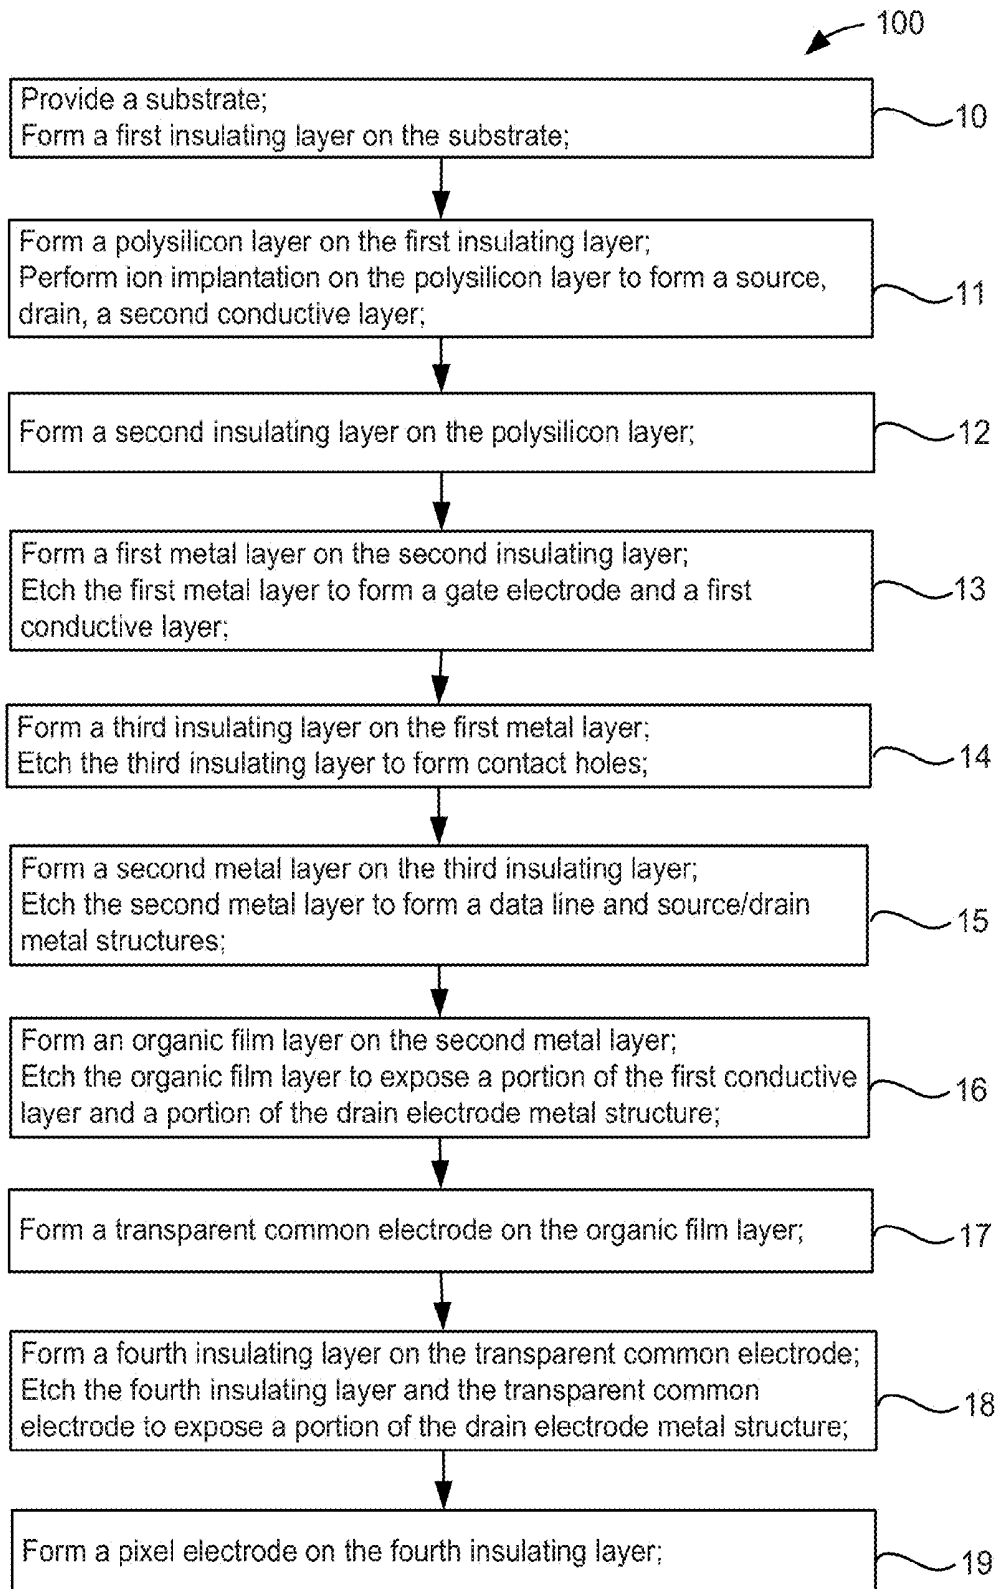 100
Provide a substrate;
Form a first insulating layer on the substrate;
10
Form a polysilicon layer on the first insulating layer;
Perform ion implantation on the polysilicon layer to form a source,
drain, a second conductive layer;
11
Form a second insulating layer on the polysilicon layer;
12
Form a first metal layer on the second insulating layer;
Etch the first metal layer to form a gate electrode and a first
conductive layer;
13
Form a third insulating layer on the first metal layer;
Etch the third insulating layer to form contact holes;
14
Form a second metal layer on the third insulating layer;
Etch the second metal layer to form a data line and source/drain
metal structures;
15
Form an organic film layer on the second metal layer;
Etch the organic film layer to expose a portion of the first conductive
layer and a portion of the drain electrode metal structure;
16
Form a transparent common electrode on the organic film layer;
17
Form a fourth insulating layer on the transparent common electrode;
Etch the fourth insulating layer and the transparent common
electrode to expose a portion of the drain electrode metal structure;
18
Form a pixel electrode on the fourth insulating layer;
19